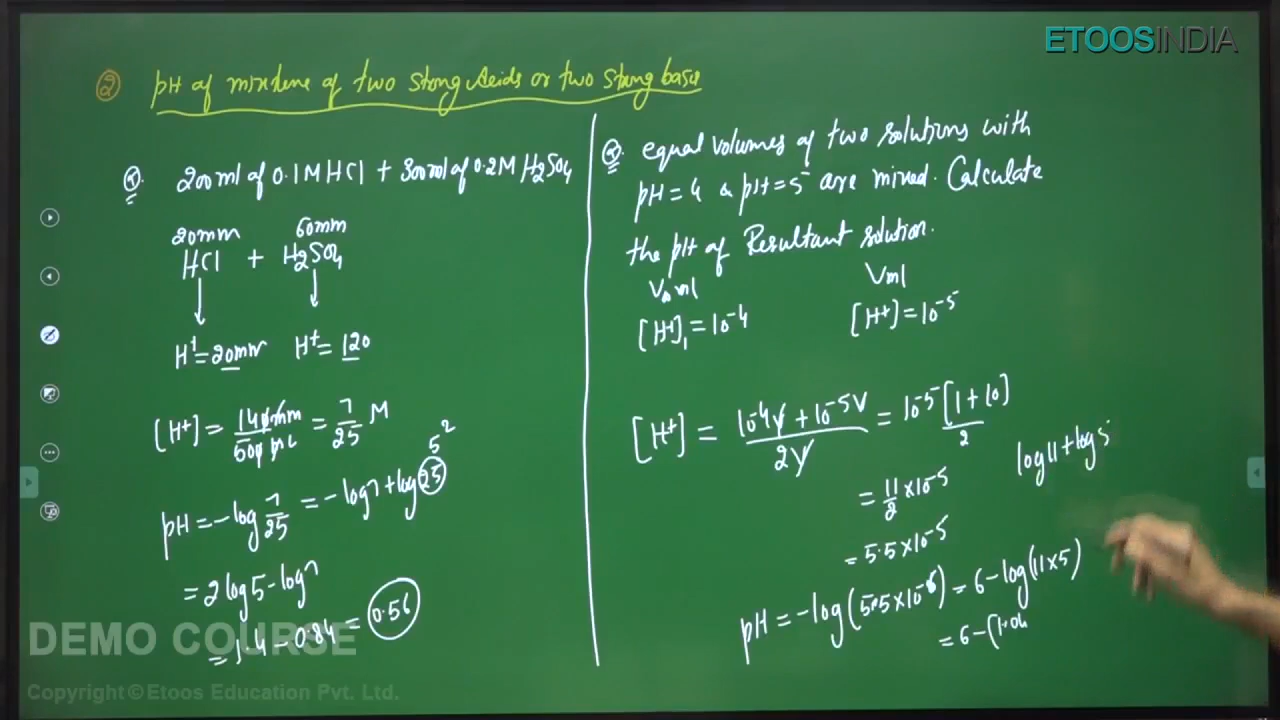 ETOOSINDIA
② pH of mixture of two strong Acids or two strong bases
Q. 200ml of 0.1M HCl + 300ml of 0.2M H₂SO₄
20mm 60mm
HCl + H₂SO₄
↓ ↓
H⁺=20mm H⁺=120
[H⁺] = 140mm/500mL = 7/25 M
5²
pH = -log 7/25 = -log7 + log 25
= 2log5 - log7
= 1.4 - 0.84 = 0.56
Q. equal volumes of two solutions with
pH=4 & pH=5 are mixed. Calculate
the pH of Resultant solution.
V ml V ml
[H⁺]₁ = 10⁻⁴ [H⁺] = 10⁻⁵
[H⁺] = 10⁻⁴V + 10⁻⁵V/2V = 10⁻⁵[1+10]/2
log11+log5
= 11/2 × 10⁻⁵
= 5.5×10⁻⁵
pH = -log(55×10⁻⁶) = 6-log(11×5)
= 6-(1.04
DEMO COURSE
Copyright © Etoos Education Pvt. Ltd.